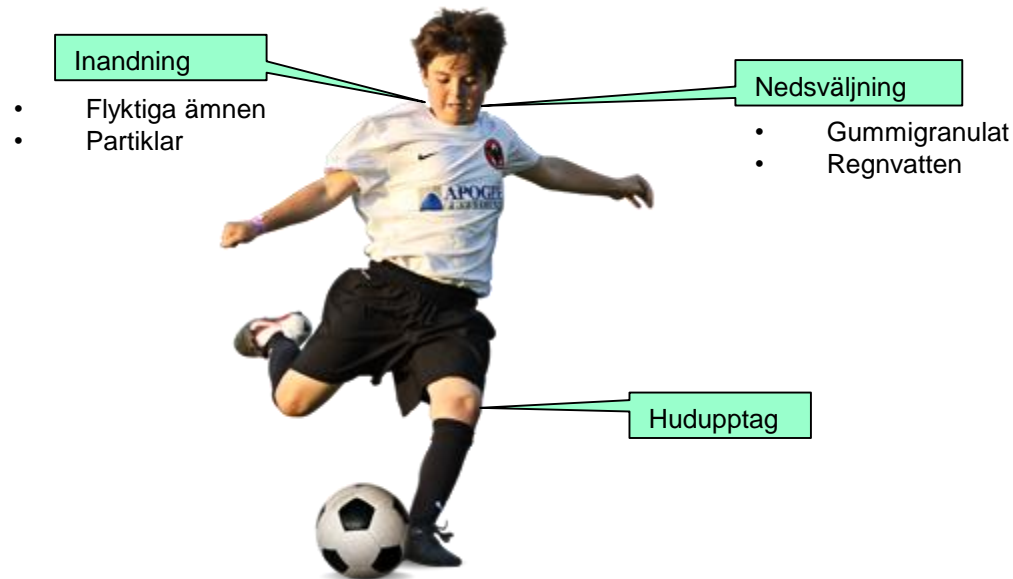 Inandning
• Flyktiga ämnen
• Partiklar
Nedsväljning
• Gummigranulat
• Regnvatten
APOGEE
Hudupptag